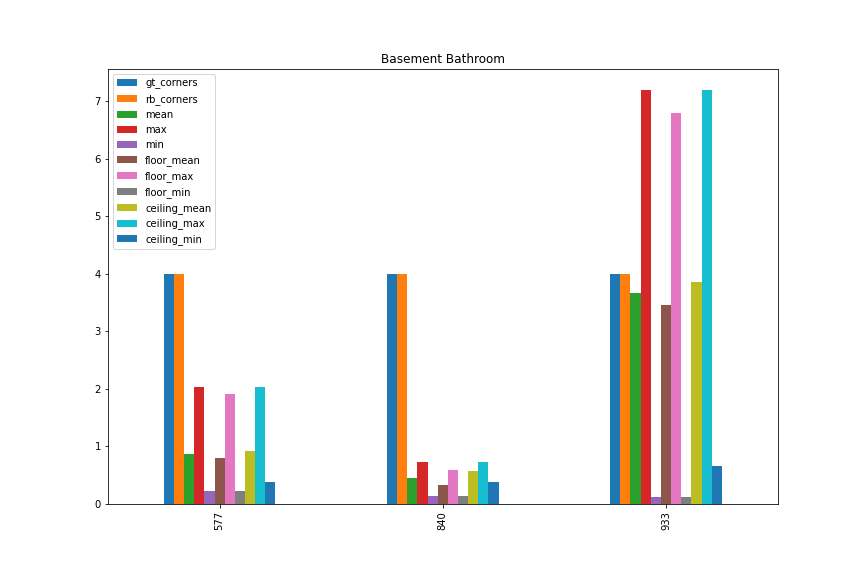 Basement Bathroom
gt_corners
rb_corners
mean
max
min
floor_mean
floor_max
floor_min
ceiling_mean
ceiling_max
ceiling_min
7
6
5
4
3
2
1
0
577
840
933